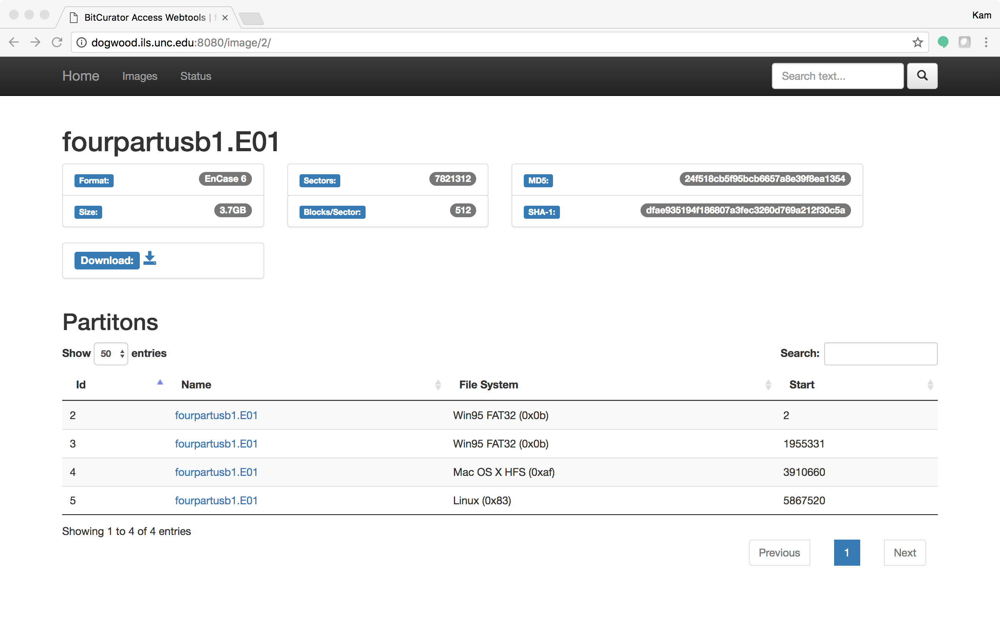 BitCurator Access Webtools | f
Kam
dogwood.ils.unc.edu:8080/image/2/
Home Images Status Search text...
fourpartusb1.E01
Format: EnCase 6 Sectors: 7821312 MD5: 24f518cb5f95bcb6657a8e39f8ea1354
Size: 3.7GB Blocks/Sector: 512 SHA-1: dfae935194f186807a3fec3260d769a212f30c5a
Download:
Partitons
Show 50 entries Search:
Id Name File System Start
2 fourpartusb1.E01 Win95 FAT32 (0x0b) 2
3 fourpartusb1.E01 Win95 FAT32 (0x0b) 1955331
4 fourpartusb1.E01 Mac OS X HFS (0xaf) 3910660
5 fourpartusb1.E01 Linux (0x83) 5867520
Showing 1 to 4 of 4 entries
Previous 1 Next